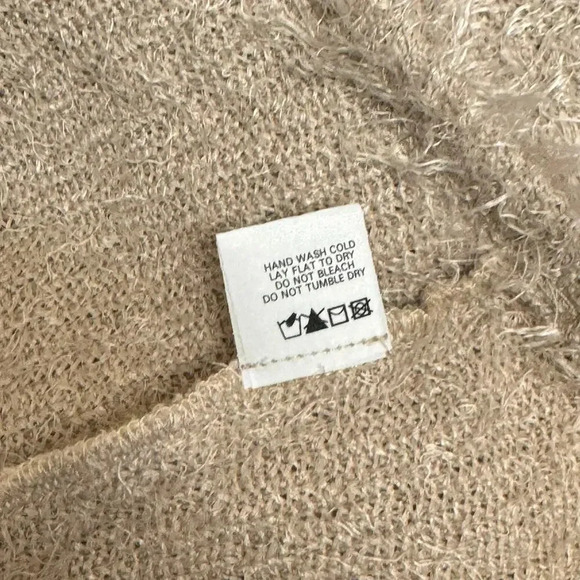 HAND WASH COLD
LAY FLAT TO DRY
DO NOT BLEACH
DO NOT TUMBLE DRY